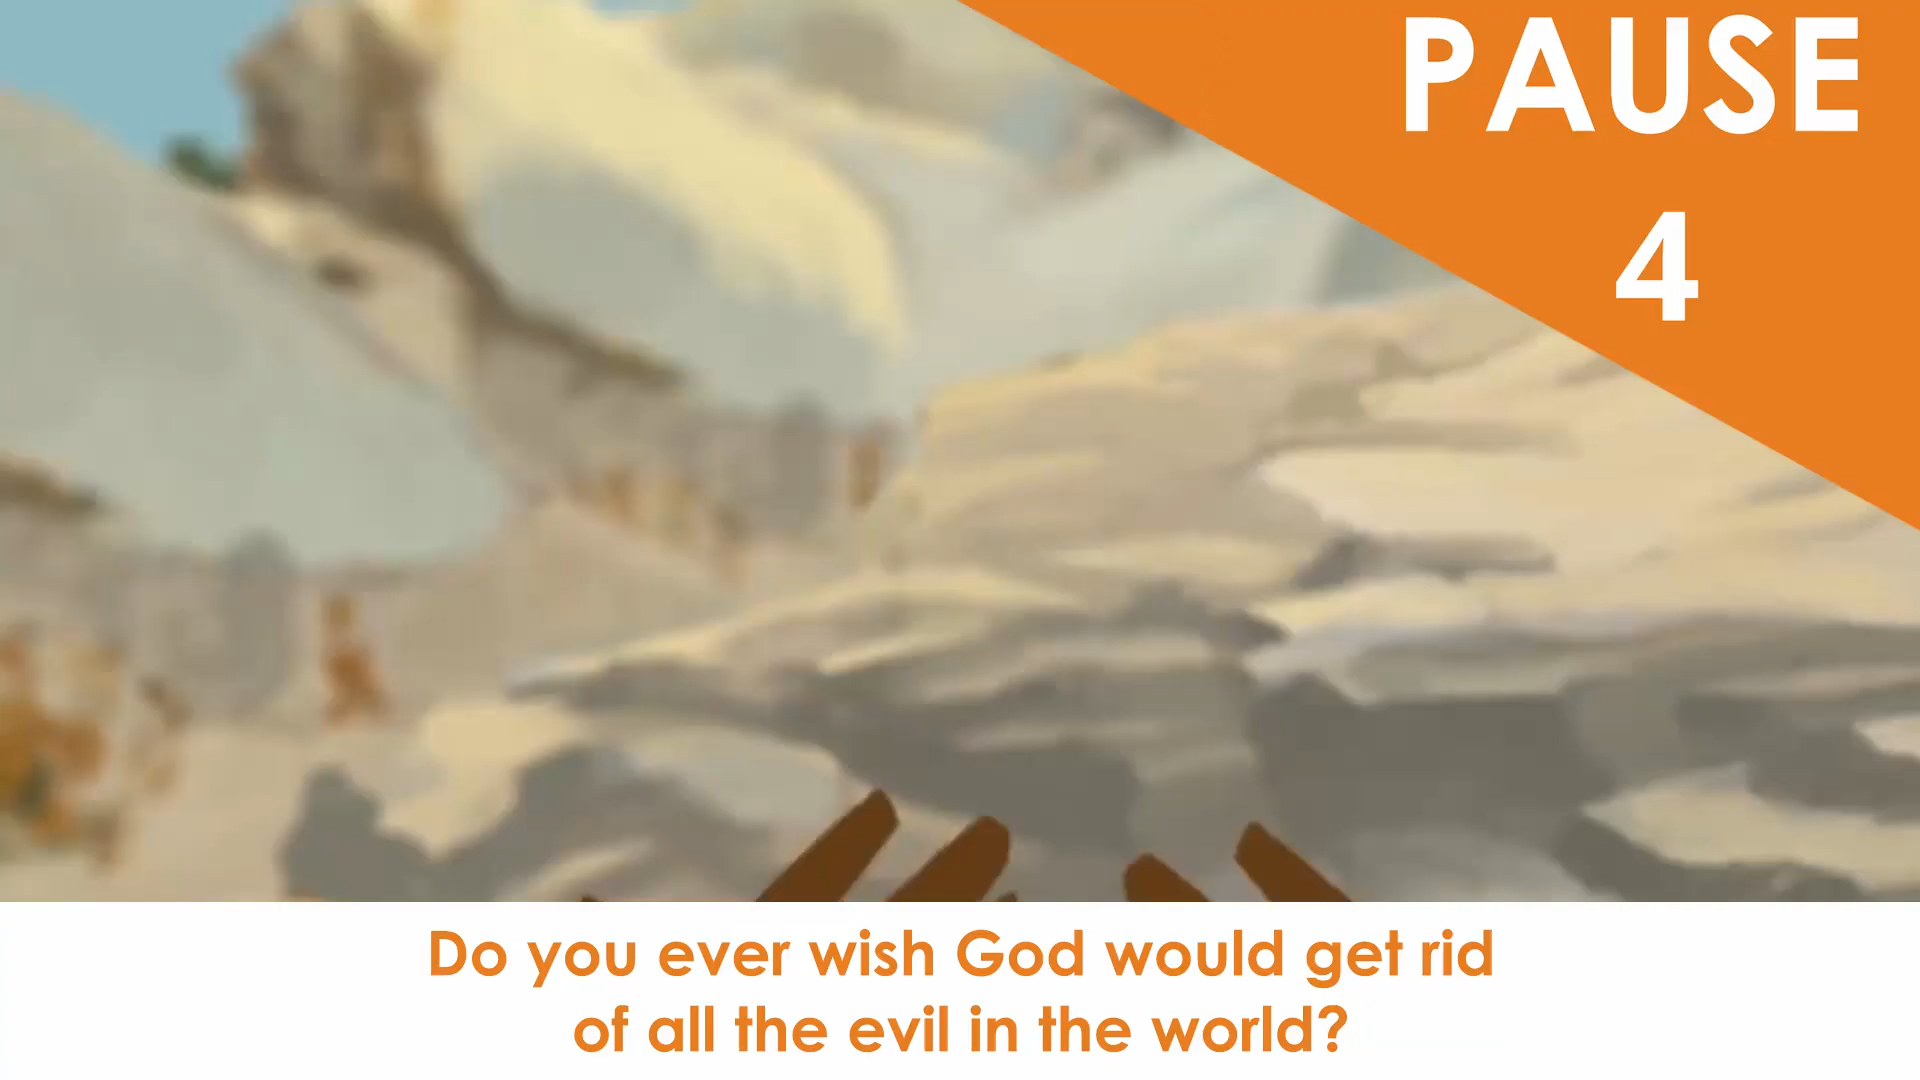 PAUSE
4
Do you ever wish God would get rid
of all the evil in the world?